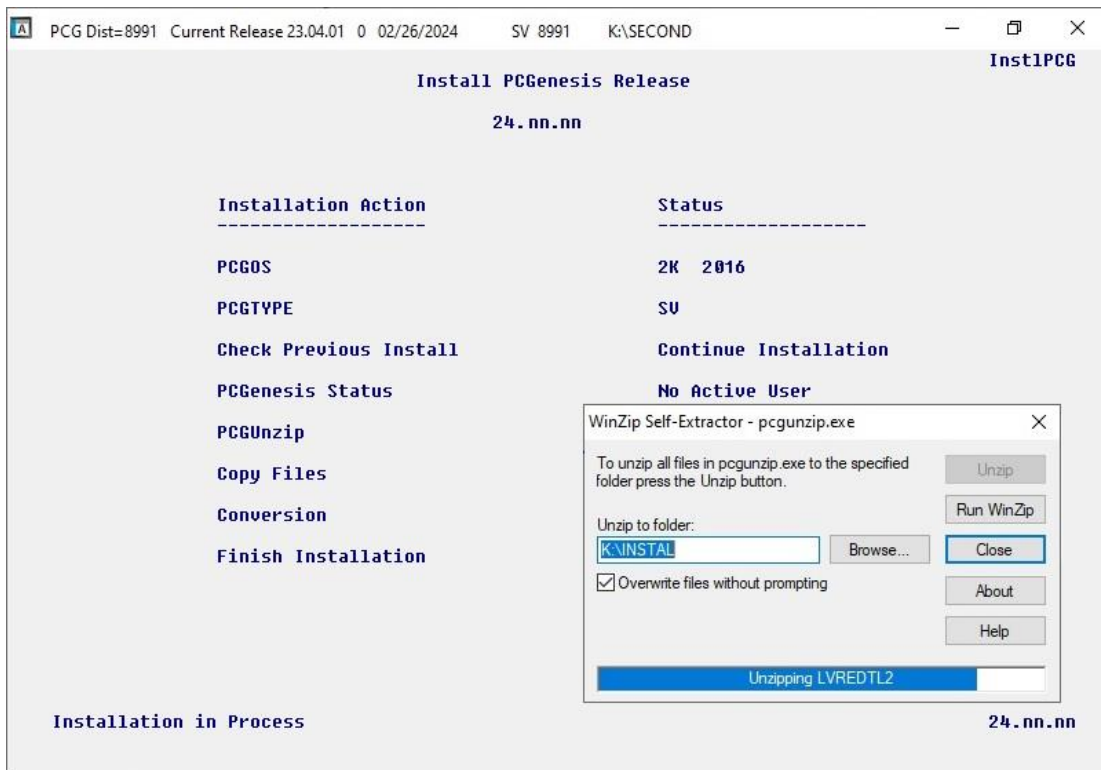 PCG Dist=8991 Current Release 23.04.01 0 02/26/2024 SV 8991 K:\SECOND
InstlPCG
Install PCGenesis Release
24.nn.nn
Installation Action Status
------------------- -------------------
PCGOS 2K 2016
PCGTYPE SV
Check Previous Install Continue Installation
PCGenesis Status No Active User
PCGUnzip
Copy Files
Conversion
Finish Installation
WinZip Self-Extractor - pcgunzip.exe
To unzip all files in pcgunzip.exe to the specified
folder press the Unzip button.
Unzip to folder:
K:\INSTAL
Browse...
Overwrite files without prompting
Unzip
Run WinZip
Close
About
Help
Unzipping LVREDTL2
Installation in Process 24.nn.nn